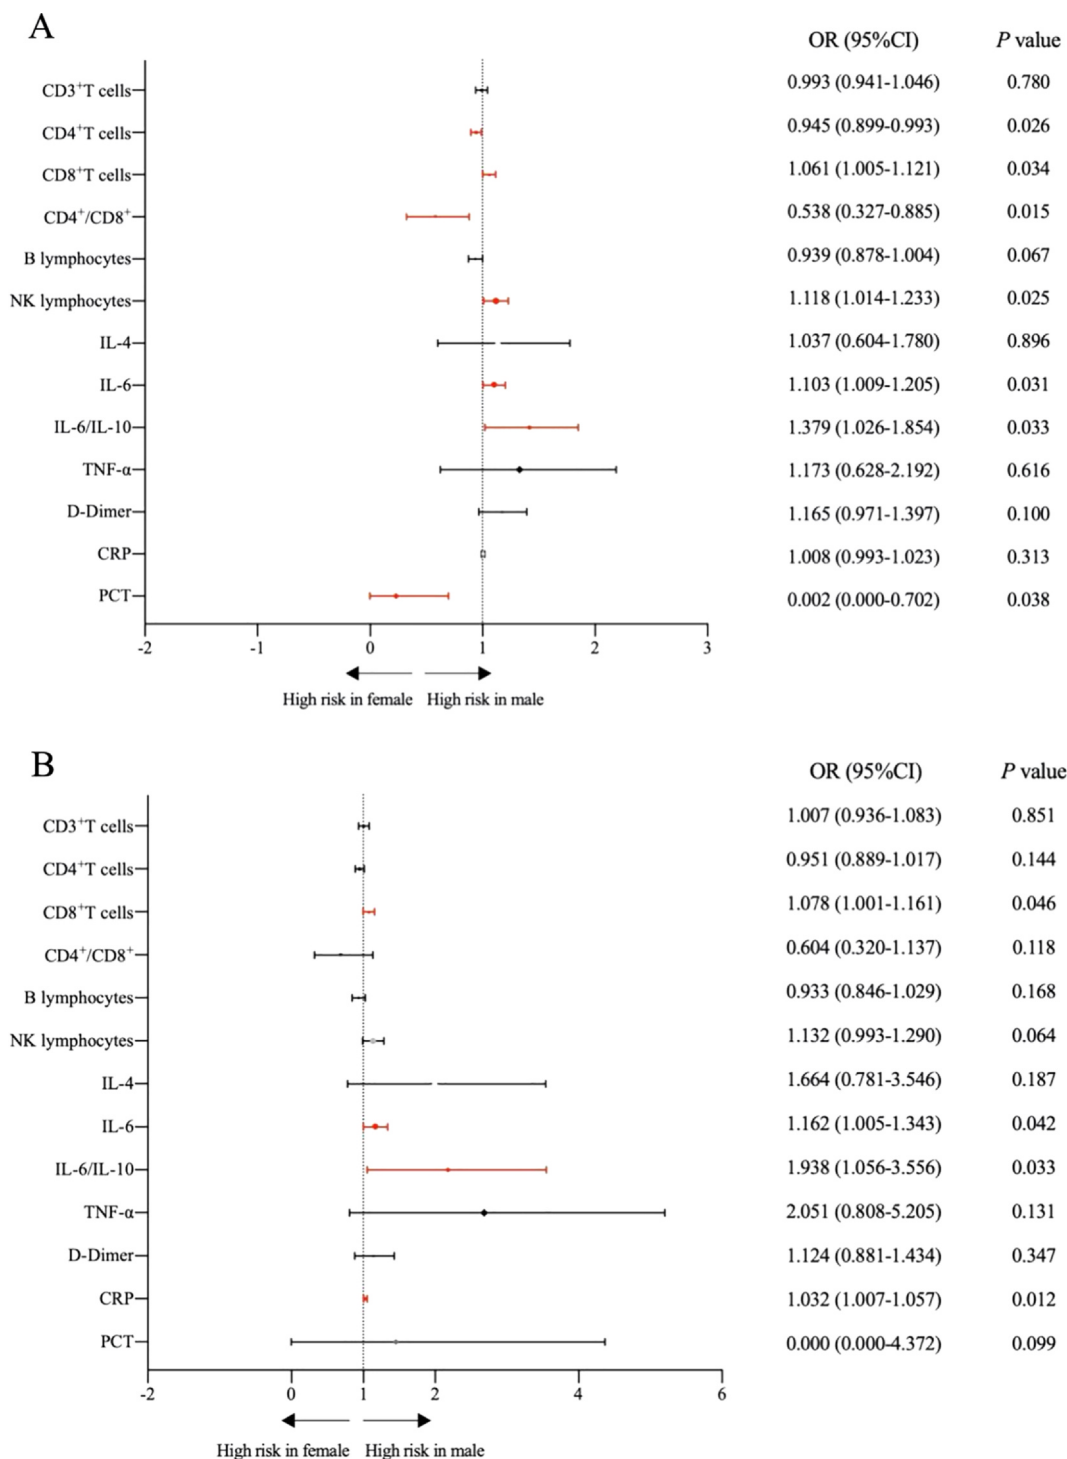 A
OR (95%CI) P value
CD3+T cells 0.993 (0.941-1.046) 0.780
CD4+T cells 0.945 (0.899-0.993) 0.026
CD8+T cells 1.061 (1.005-1.121) 0.034
CD4+/CD8+ 0.538 (0.327-0.885) 0.015
B lymphocytes 0.939 (0.878-1.004) 0.067
NK lymphocytes 1.118 (1.014-1.233) 0.025
IL-4 1.037 (0.604-1.780) 0.896
IL-6 1.103 (1.009-1.205) 0.031
IL-6/IL-10 1.379 (1.026-1.854) 0.033
TNF-α 1.173 (0.628-2.192) 0.616
D-Dimer 1.165 (0.971-1.397) 0.100
CRP 1.008 (0.993-1.023) 0.313
PCT 0.002 (0.000-0.702) 0.038
-2 -1 0 1 2 3
High risk in female High risk in male
B
OR (95%CI) P value
CD3+T cells 1.007 (0.936-1.083) 0.851
CD4+T cells 0.951 (0.889-1.017) 0.144
CD8+T cells 1.078 (1.001-1.161) 0.046
CD4+/CD8+ 0.604 (0.320-1.137) 0.118
B lymphocytes 0.933 (0.846-1.029) 0.168
NK lymphocytes 1.132 (0.993-1.290) 0.064
IL-4 1.664 (0.781-3.546) 0.187
IL-6 1.162 (1.005-1.343) 0.042
IL-6/IL-10 1.938 (1.056-3.556) 0.033
TNF-α 2.051 (0.808-5.205) 0.131
D-Dimer 1.124 (0.881-1.434) 0.347
CRP 1.032 (1.007-1.057) 0.012
PCT 0.000 (0.000-4.372) 0.099
-2 0 1 2 4 6
High risk in female High risk in male